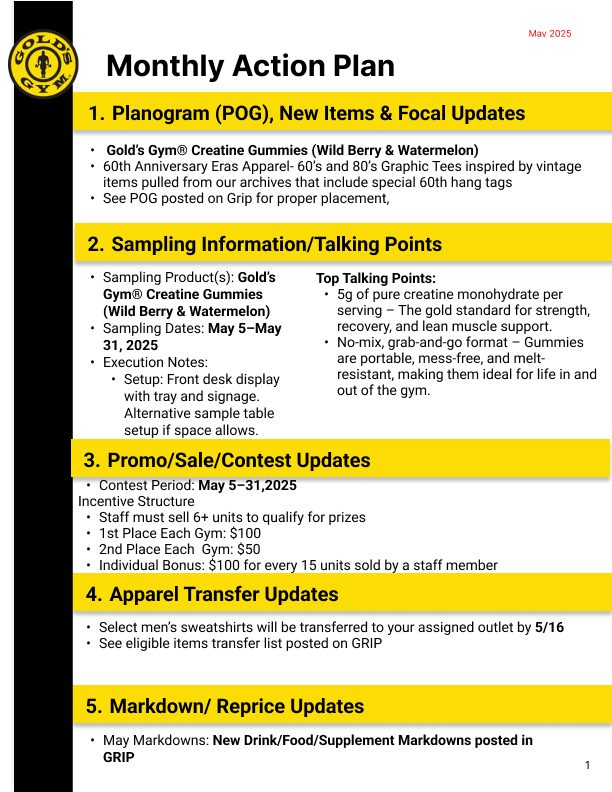 May 2025
GOLD'S GYM
Monthly Action Plan
1. Planogram (POG), New Items & Focal Updates
• Gold's Gym® Creatine Gummies (Wild Berry & Watermelon)
• 60th Anniversary Eras Apparel- 60's and 80's Graphic Tees inspired by vintage
items pulled from our archives that include special 60th hang tags
• See POG posted on Grip for proper placement,
2. Sampling Information/Talking Points
• Sampling Product(s): Gold's
Gym® Creatine Gummies
(Wild Berry & Watermelon)
• Sampling Dates: May 5–May
31, 2025
• Execution Notes:
• Setup: Front desk display
with tray and signage.
Alternative sample table
setup if space allows.
Top Talking Points:
• 5g of pure creatine monohydrate per
serving – The gold standard for strength,
recovery, and lean muscle support.
• No-mix, grab-and-go format – Gummies
are portable, mess-free, and melt-
resistant, making them ideal for life in and
out of the gym.
3. Promo/Sale/Contest Updates
• Contest Period: May 5–31,2025
Incentive Structure
• Staff must sell 6+ units to qualify for prizes
• 1st Place Each Gym: $100
• 2nd Place Each Gym: $50
• Individual Bonus: $100 for every 15 units sold by a staff member
4. Apparel Transfer Updates
• Select men's sweatshirts will be transferred to your assigned outlet by 5/16
• See eligible items transfer list posted on GRIP
5. Markdown/ Reprice Updates
• May Markdowns: New Drink/Food/Supplement Markdowns posted in
GRIP
1